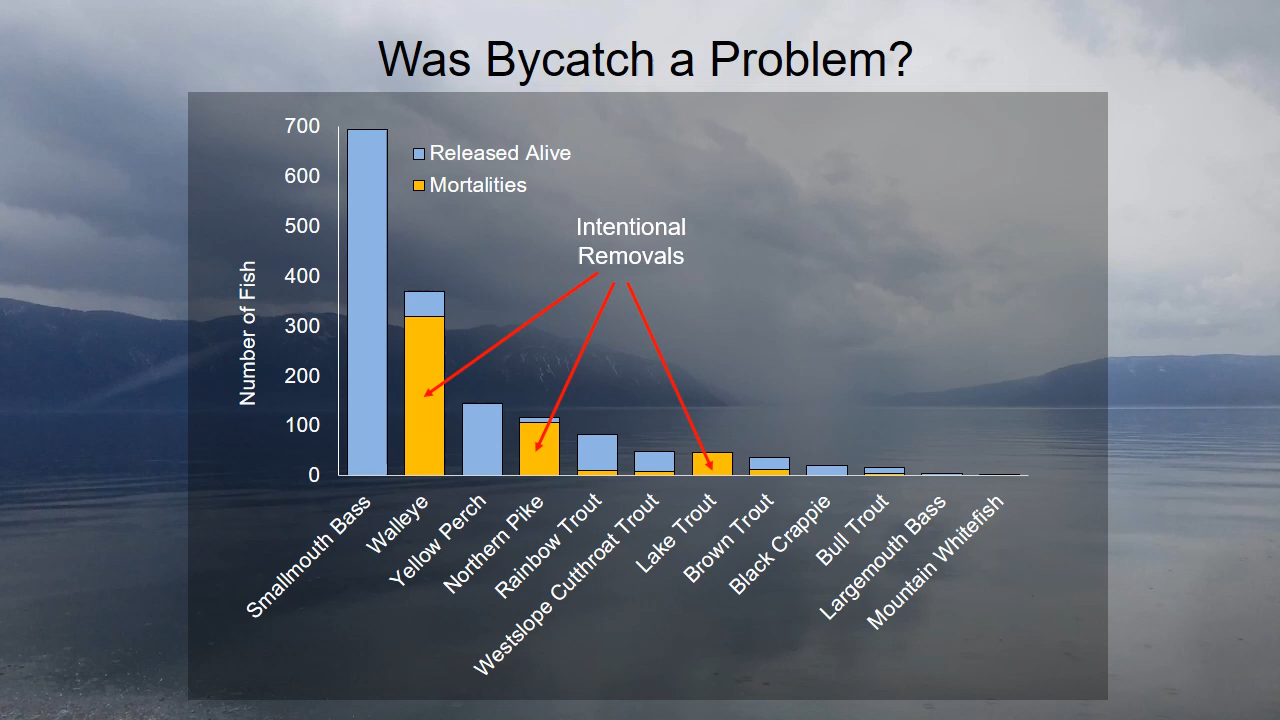 Was Bycatch a Problem?
700
600
500
400
300
200
100
0
Number of Fish
Released Alive
Mortalities
Intentional
Removals
Smallmouth Bass
Walleye
Yellow Perch
Northern Pike
Rainbow Trout
Westslope Cutthroat Trout
Lake Trout
Brown Trout
Black Crappie
Bull Trout
Largemouth Bass
Mountain Whitefish